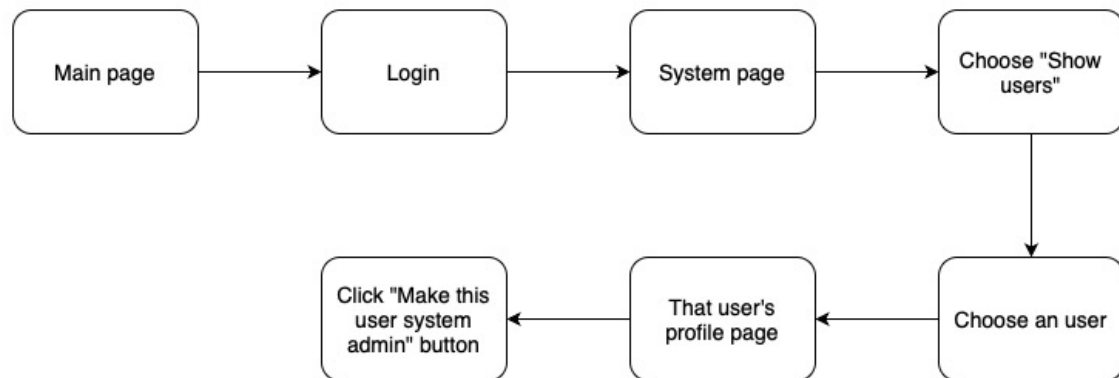 Main page
Login
System page
Choose "Show
users"
Choose an user
That user's
profile page
Click "Make this
user system
admin" button